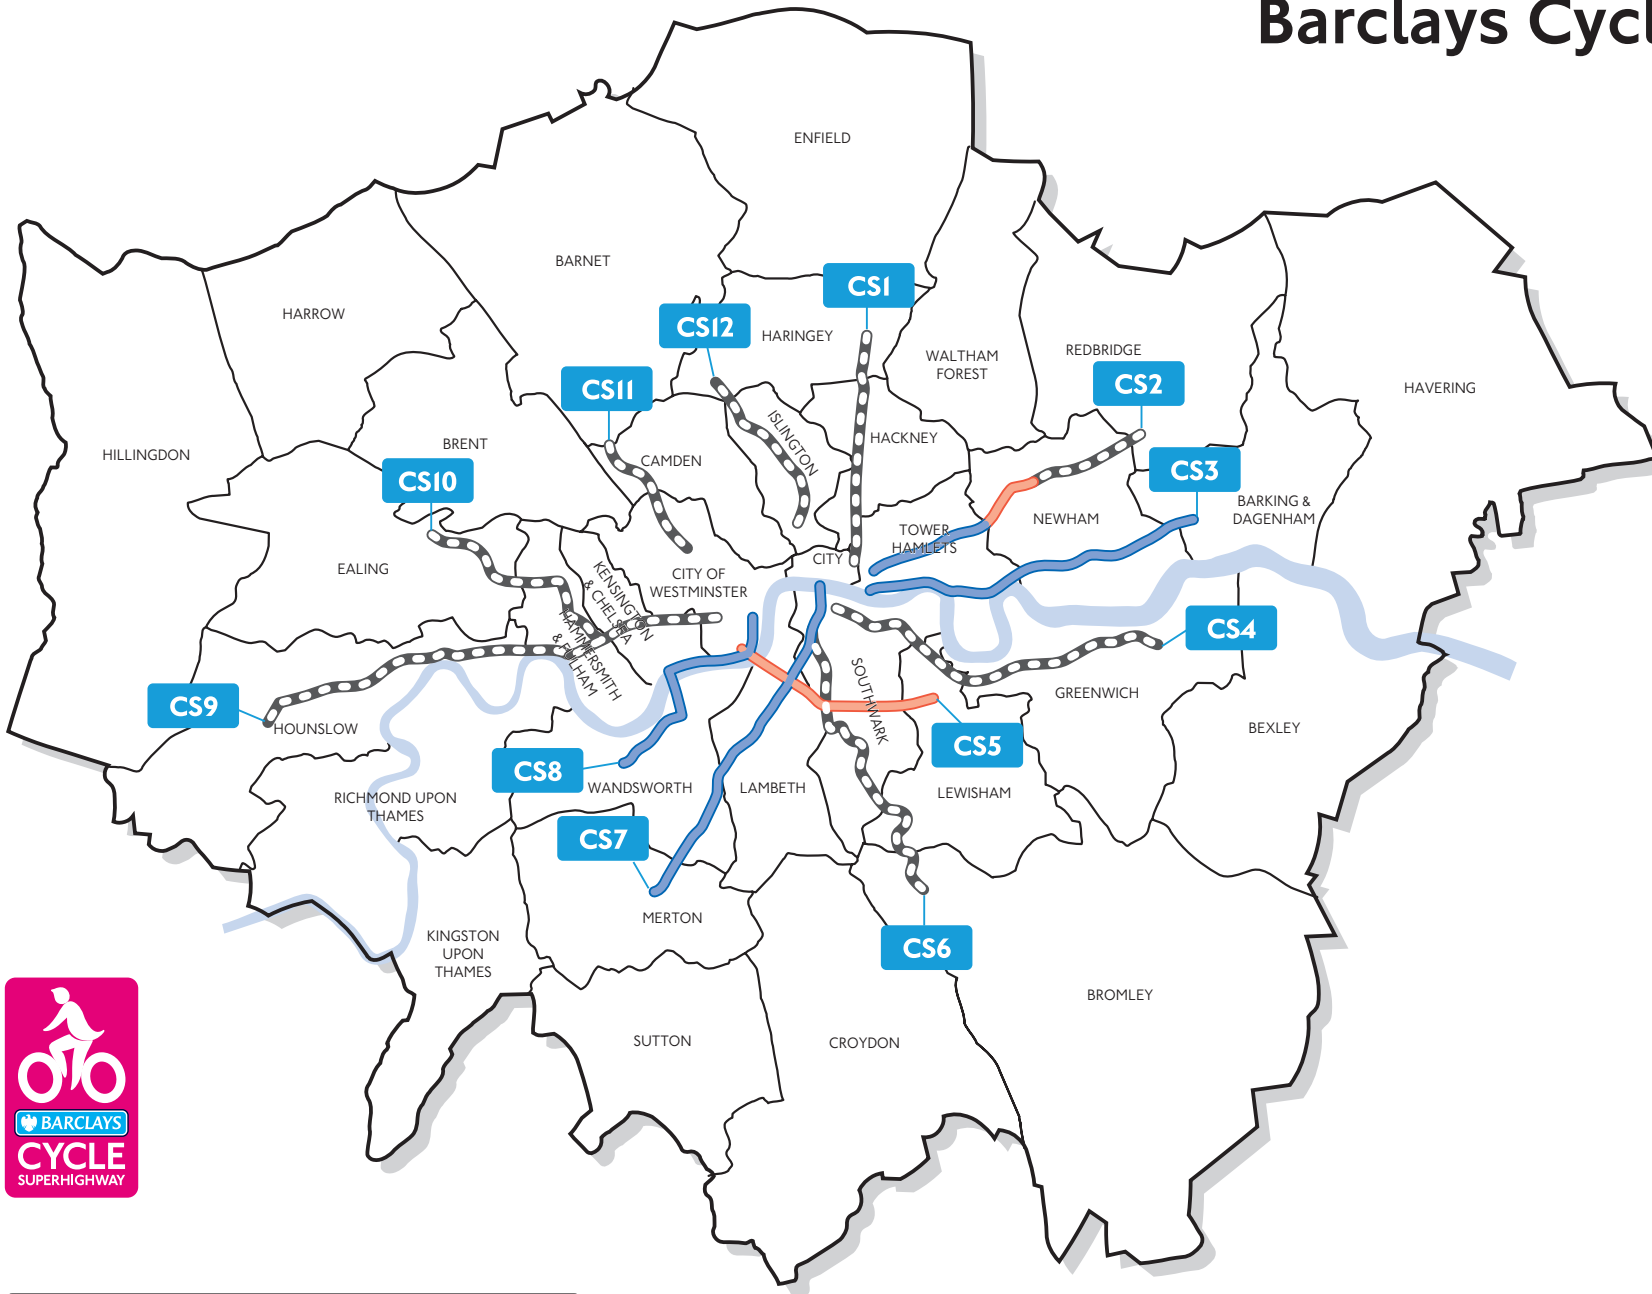 Barclays Cycl
ENFIELD
BARNET
CS1
HARROW
CS12
HARINGEY
WALTHAM
FOREST
REDBRIDGE
CS2
CS11
HAVERING
ISLINGTON
HACKNEY
BRENT
HILLINGDON
CAMDEN
CS3
CS10
BARKING &
DAGENHAM
NEWHAM
TOWER
HAMLETS
CITY
EALING
CITY OF
WESTMINSTER
KENSINGTON
& CHELSEA
HAMMERSMITH
& FULHAM
CS4
SOUTHWARK
GREENWICH
CS9
HOUNSLOW
BEXLEY
CS5
CS8
WANDSWORTH
LAMBETH
LEWISHAM
RICHMOND UPON
THAMES
CS7
MERTON
CS6
KINGSTON
UPON
THAMES
BROMLEY
SUTTON
CROYDON
BARCLAYS
CYCLE
SUPERHIGHWAY